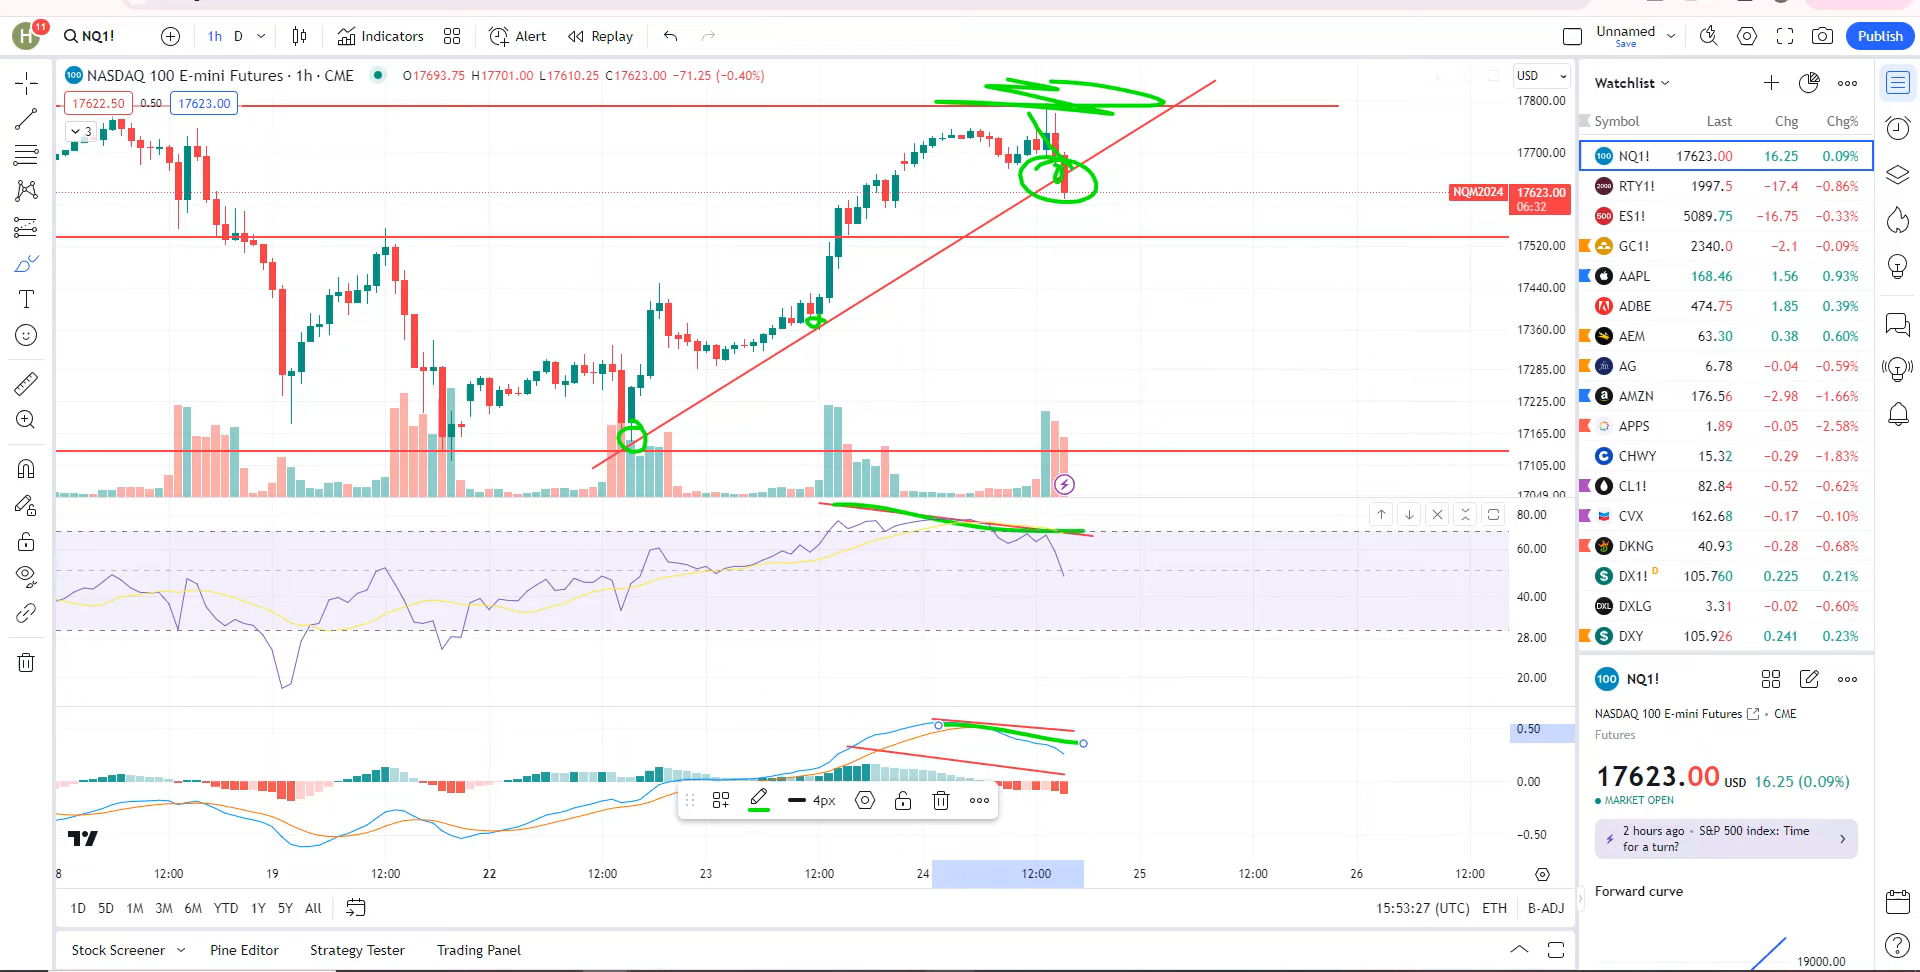 H 11 NQ1! 1h D Indicators Alert Replay Unnamed Save Publish
100 NASDAQ 100 E-mini Futures · 1h · CME O17693.75 H17701.00 L17610.25 C17623.00 −71.25 (−0.40%)
17622.50 0.50 17623.00
3
USD
17800.00
17700.00
NQM2024 17623.00
06:32
17520.00
17440.00
17360.00
17285.00
17225.00
17165.00
17105.00
17049.00
80.00
60.00
40.00
28.00
20.00
0.50
0.00
−0.50
4px
8 12:00 19 12:00 22 12:00 23 12:00 24 12:00 25 12:00 26 12:00
1D 5D 1M 3M 6M YTD 1Y 5Y All 15:53:27 (UTC) ETH B-ADJ
Stock Screener Pine Editor Strategy Tester Trading Panel
Watchlist
Symbol Last Chg Chg%
100 NQ1! 17623.00 16.25 0.09%
2000 RTY1! 1997.5 −17.4 −0.86%
500 ES1! 5089.75 −16.75 −0.33%
GC1! 2340.0 −2.1 −0.09%
AAPL 168.46 1.56 0.93%
ADBE 474.75 1.85 0.39%
AEM 63.30 0.38 0.60%
AG 6.78 −0.04 −0.59%
AMZN 176.56 −2.98 −1.66%
APPS 1.89 −0.05 −2.58%
CHWY 15.32 −0.29 −1.83%
CL1! 82.84 −0.52 −0.62%
CVX 162.68 −0.17 −0.10%
DKNG 40.93 −0.28 −0.68%
DX1! D 105.760 0.225 0.21%
DXL DXLG 3.31 −0.02 −0.60%
DXY 105.926 0.241 0.23%
100 NQ1!
NASDAQ 100 E-mini Futures • CME
Futures
17623.00 USD 16.25 (0.09%)
MARKET OPEN
2 hours ago • S&P 500 index: Time
for a turn?
Forward curve
19000.00